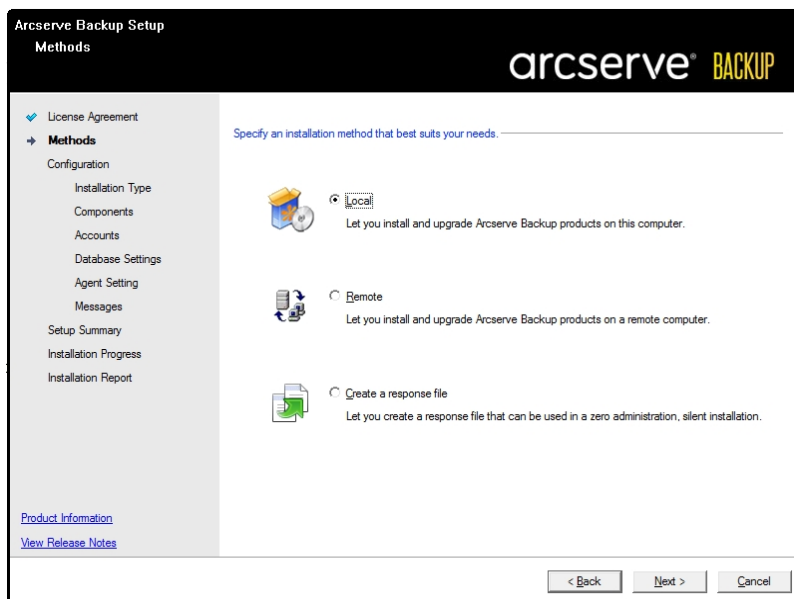 Arcserve Backup Setup
Methods
arcserve® BACKUP
License Agreement
Methods
Configuration
Installation Type
Components
Accounts
Database Settings
Agent Setting
Messages
Setup Summary
Installation Progress
Installation Report
Product Information
View Release Notes
Specify an installation method that best suits your needs.
Local
Let you install and upgrade Arcserve Backup products on this computer.
Remote
Let you install and upgrade Arcserve Backup products on a remote computer.
Create a response file
Let you create a response file that can be used in a zero administration, silent installation.
< Back
Next >
Cancel